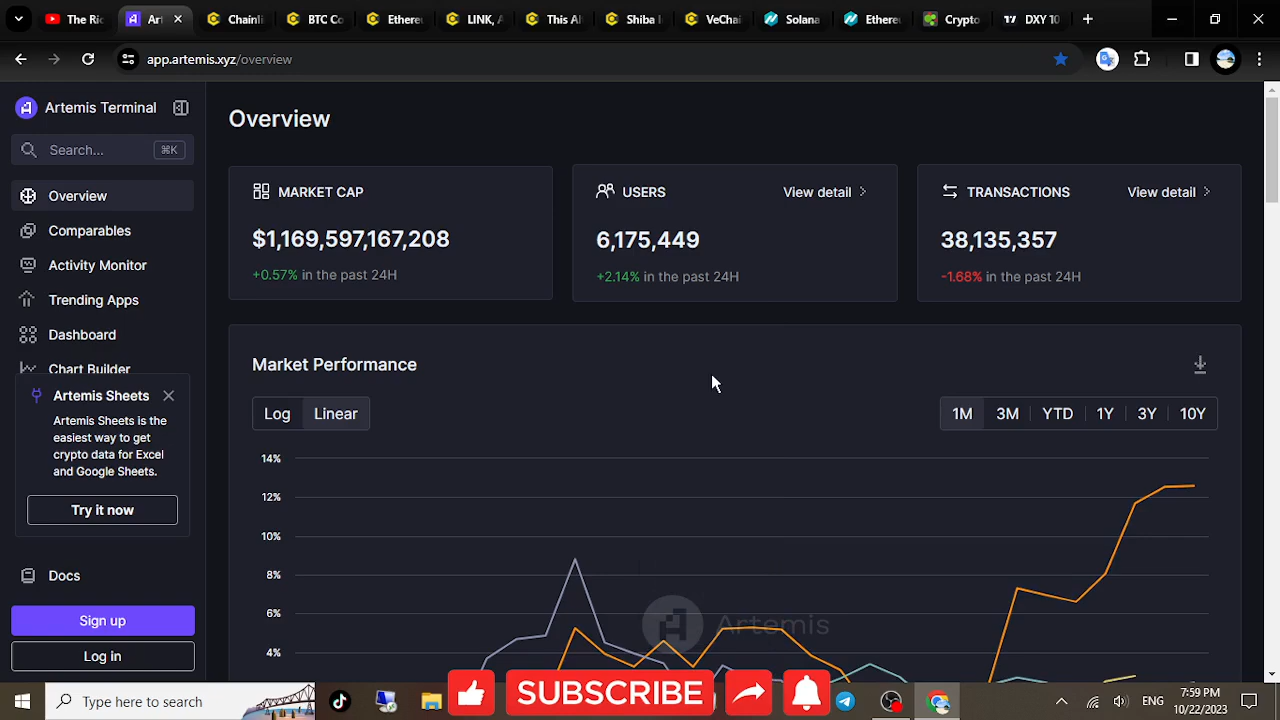 The Ric
Art
Chainli
BTC Co
Ethere
LINK, A
This Al
Shiba I
VeChai
Solana
Ethere
Crypto
DXY 10
app.artemis.xyz/overview
Artemis Terminal
Search...
⌘K
Overview
Comparables
Activity Monitor
Trending Apps
Dashboard
Chart Builder
Artemis Sheets
Artemis Sheets is the
easiest way to get
crypto data for Excel
and Google Sheets.
Try it now
Docs
Sign up
Log in
Overview
MARKET CAP
$1,169,597,167,208
+0.57% in the past 24H
USERS
View detail
6,175,449
+2.14% in the past 24H
TRANSACTIONS
View detail
38,135,357
-1.68% in the past 24H
Market Performance
Log
Linear
1M
3M
YTD
1Y
3Y
10Y
14%
12%
10%
8%
6%
4%
Artemis
SUBSCRIBE
Type here to search
ENG
7:59 PM
10/22/2023